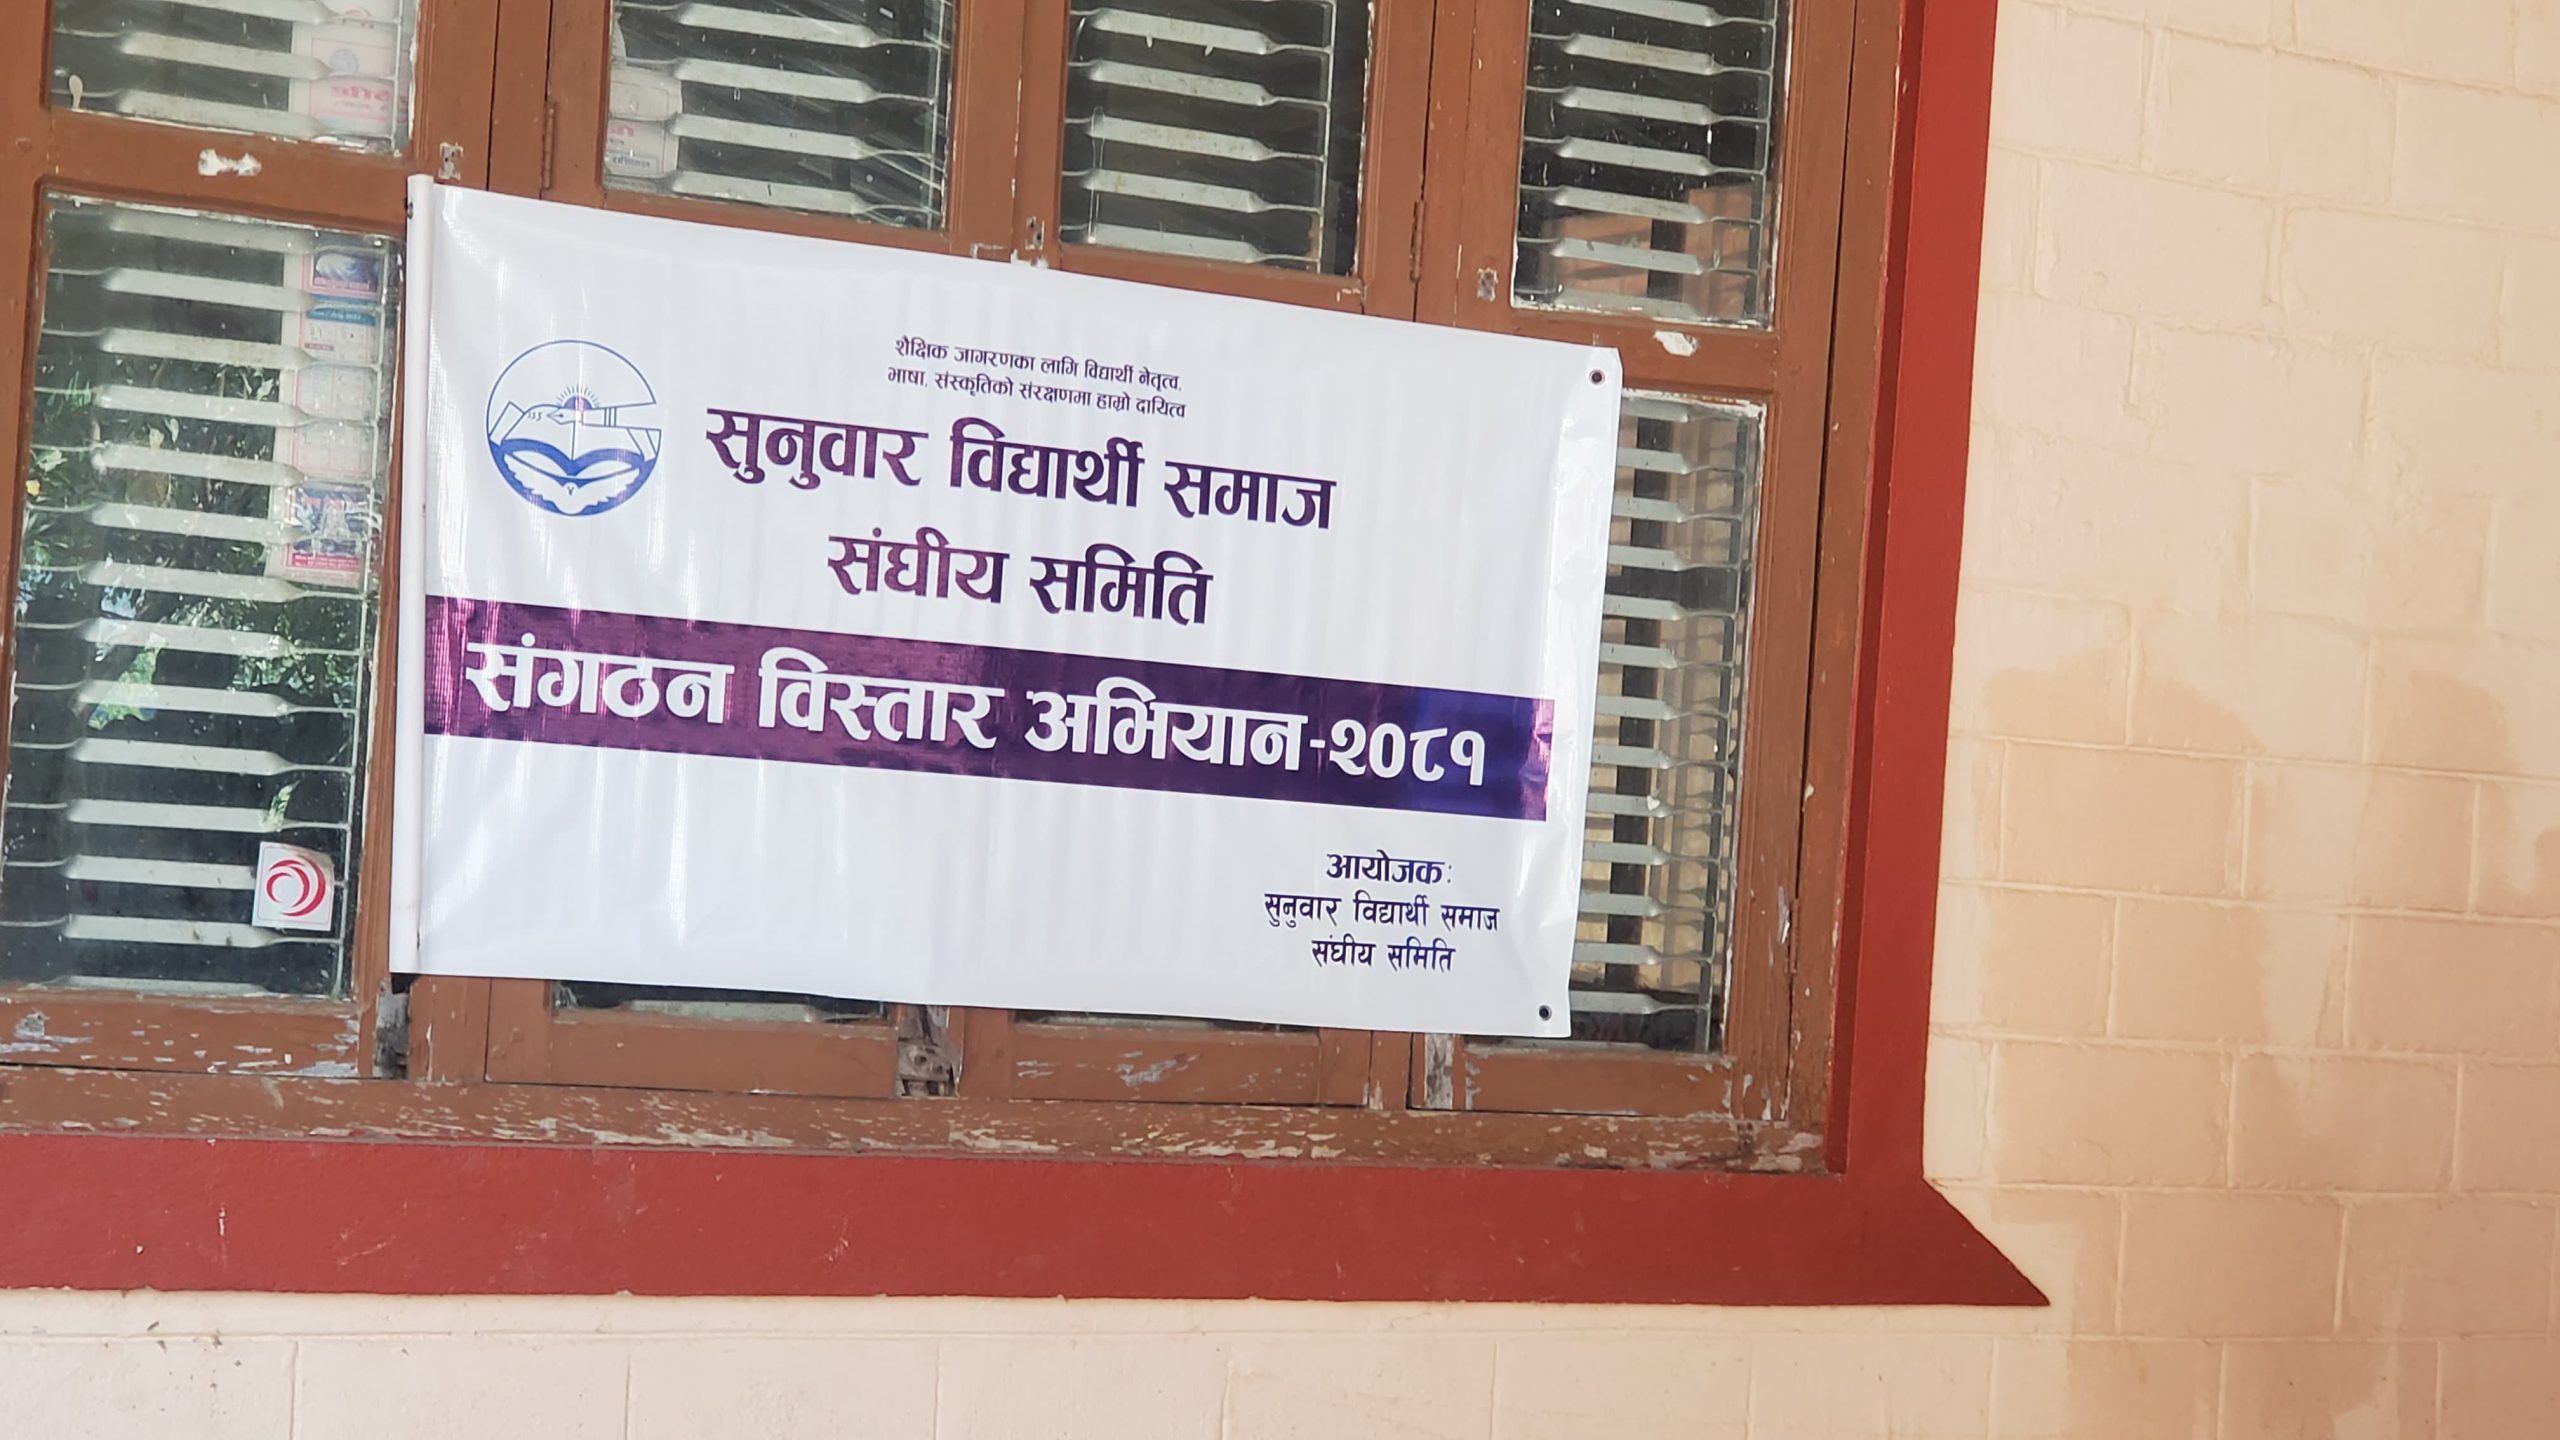 शैक्षिक जागरणका लागि विद्यार्थी नेतृत्व,
भाषा, संस्कृतिको संरक्षणमा हाम्रो दायित्व
सुनुवार विद्यार्थी समाज
संघीय समिति
संगठन विस्तार अभियान-२०८१
आयोजक:
सुनुवार विद्यार्थी समाज
संघीय समिति